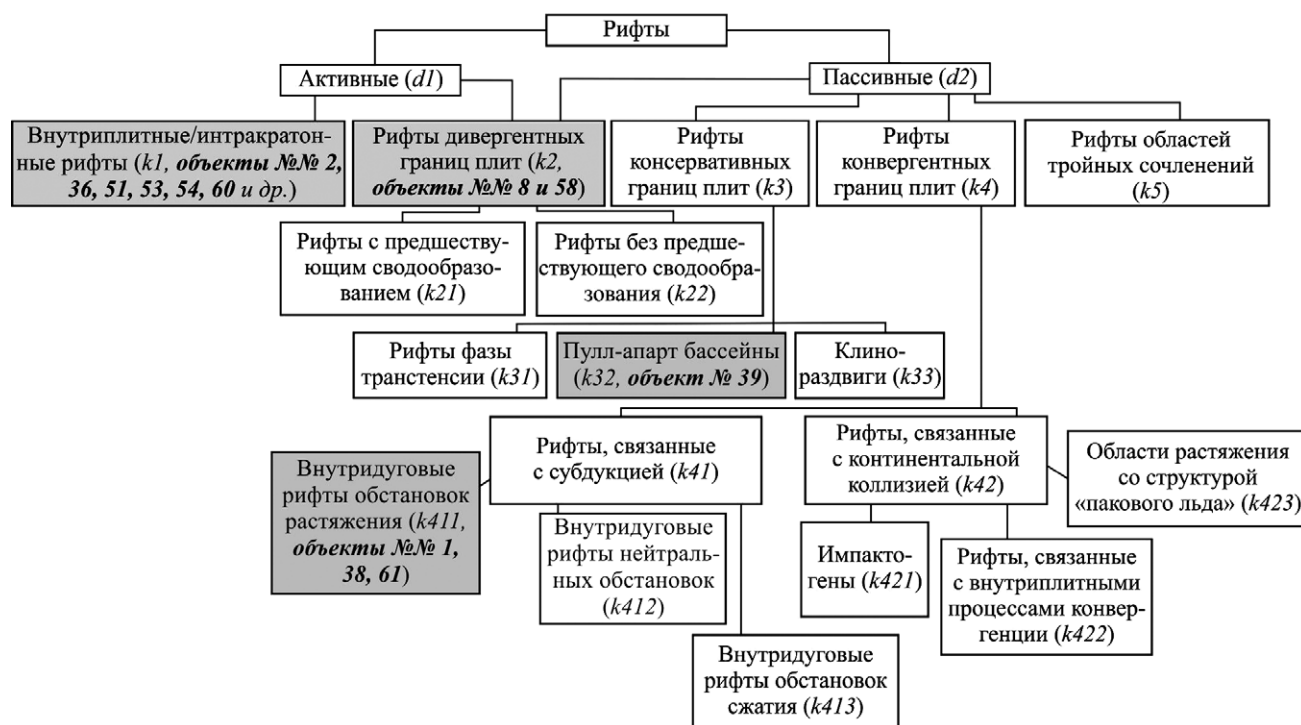 Рифты
Активные (d1)
Пассивные (d2)
Внутриплитные/интракратон-
ные рифты (k1, объекты №№ 2,
36, 51, 53, 54, 60 и др.)
Рифты дивергентных
границ плит (k2,
объекты №№ 8 и 58)
Рифты
консервативных
границ плит (k3)
Рифты
конвергентных
границ плит (k4)
Рифты областей
тройных сочленений
(k5)
Рифты с предшеству-
ющим сводообразо-
ванием (k21)
Рифты без предше-
ствующего сводообра-
зования (k22)
Рифты фазы
транстенсии (k31)
Пулл-апарт бассейны
(k32, объект № 39)
Клино-
раздвиги (k33)
Рифты, связанные
с субдукцией (k41)
Рифты, связанные
с континентальной
коллизией (k42)
Области растяжения
со структурой
«пакового льда» (k423)
Внутридуговые
рифты обстановок
растяжения (k411,
объекты №№ 1,
38, 61)
Внутридуговые
рифты нейтраль-
ных обстановок
(k412)
Импакто-
гены (k421)
Рифты, связанные
с внутриплитными
процессами конвер-
генции (k422)
Внутридуговые
рифты обстановок
сжатия (k413)